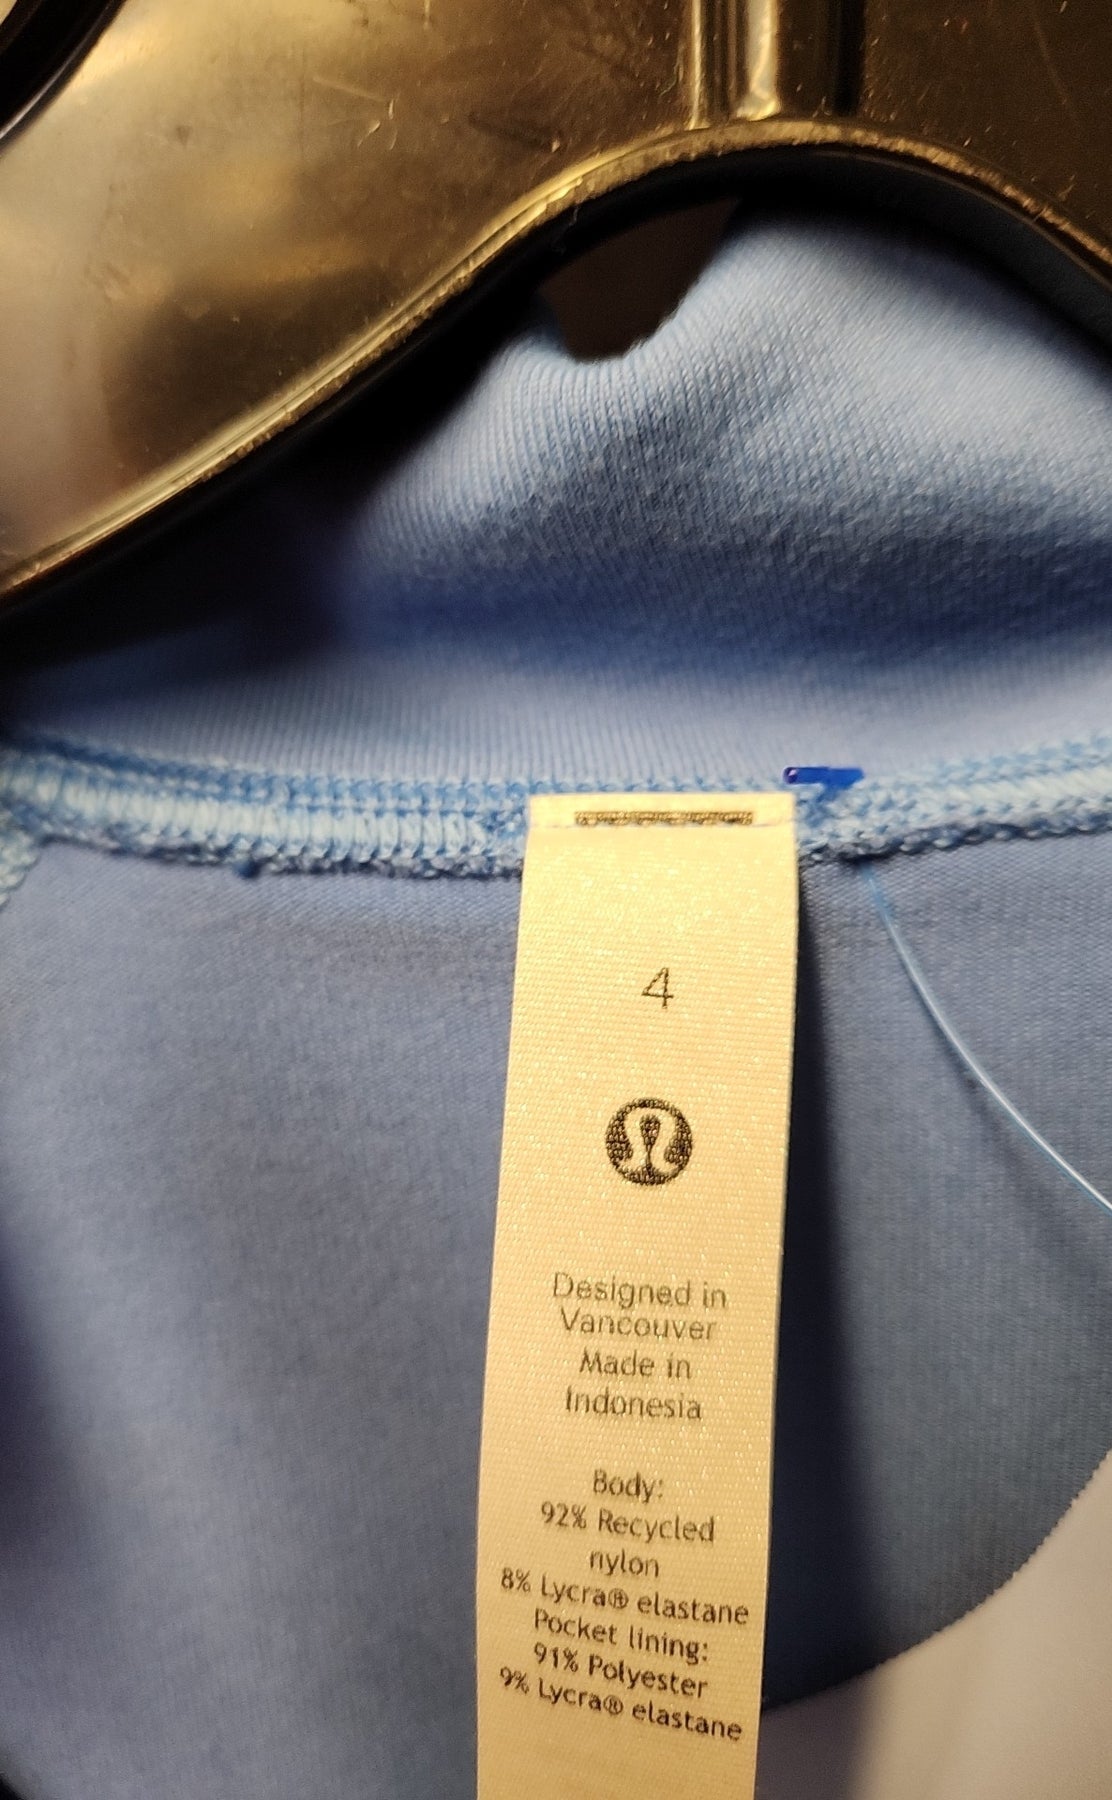 4
Designed in
Vancouver
Made in
Indonesia
Body:
92% Recycled
nylon
8% Lycra® elastane
Pocket lining:
91% Polyester
9% Lycra® elastane